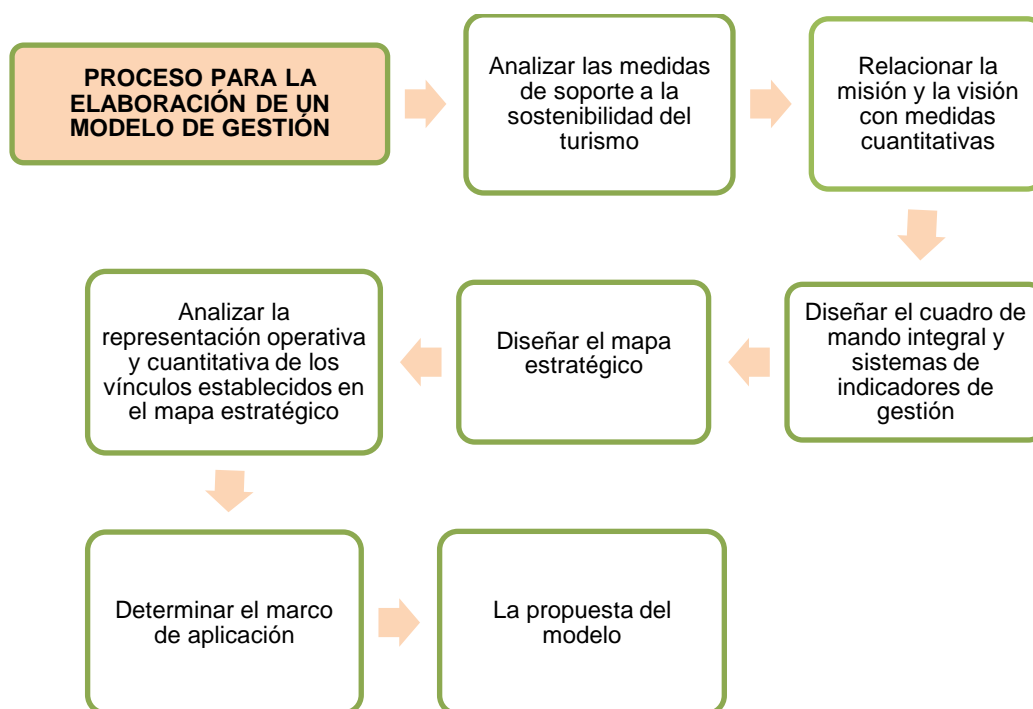 PROCESO PARA LA
ELABORACIÓN DE UN
MODELO DE GESTIÓN
Analizar las medidas
de soporte a la
sostenibilidad del
turismo
Relacionar la
misión y la visión
con medidas
cuantitativas
Diseñar el cuadro de
mando integral y
sistemas de
indicadores de
gestión
Diseñar el mapa
estratégico
Analizar la
representación operativa
y cuantitativa de los
vínculos establecidos en
el mapa estratégico
Determinar el marco
de aplicación
La propuesta del
modelo